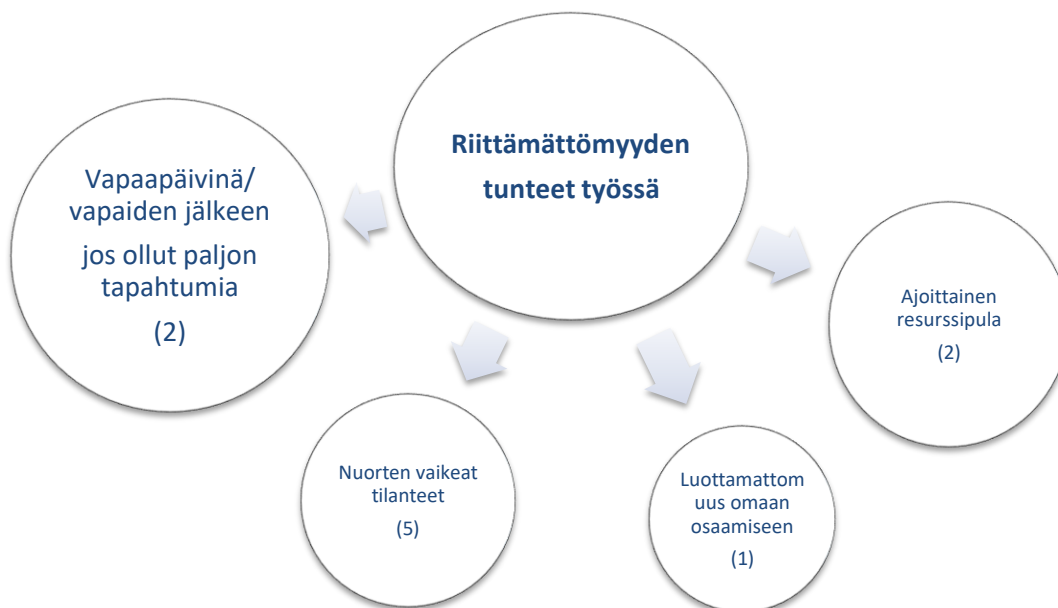 Riittämättömyyden
tunteet työssä
Vapaapäivinä/
vapaiden jälkeen
jos ollut paljon
tapahtumia
(2)
Ajoittainen
resurssipula
(2)
Nuorten vaikeat
tilanteet
(5)
Luottamattom
uus omaan
osaamiseen
(1)